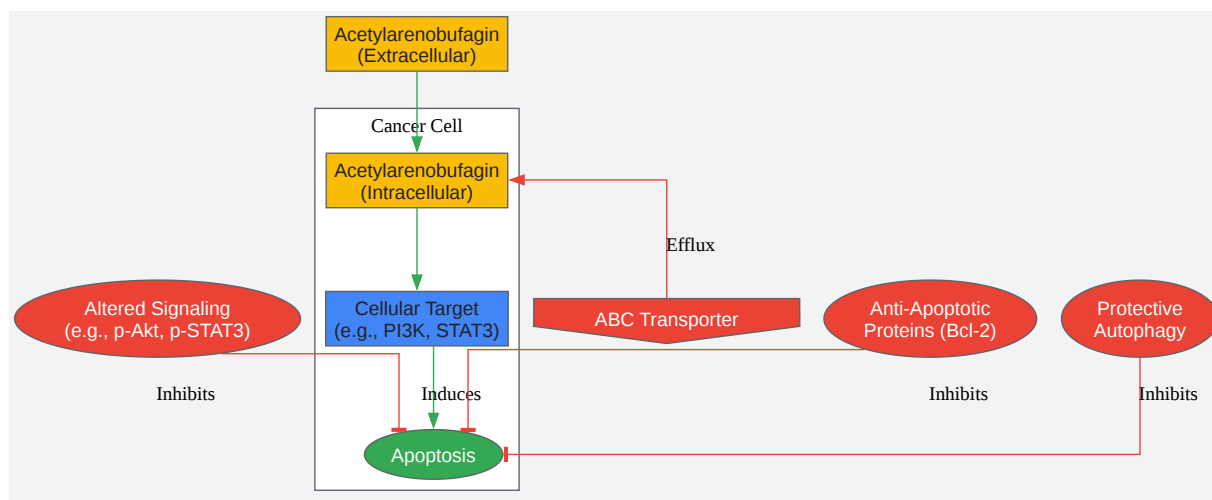 Acetylarenobufagin
(Extracellular)
Cancer Cell
Acetylarenobufagin
(Intracellular)
Efflux
Altered Signaling
(e.g., p-Akt, p-STAT3)
Cellular Target
(e.g., PI3K, STAT3)
ABC Transporter
Anti-Apoptotic
Proteins (Bcl-2)
Protective
Autophagy
Inhibits
Induces
Inhibits
Inhibits
Apoptosis